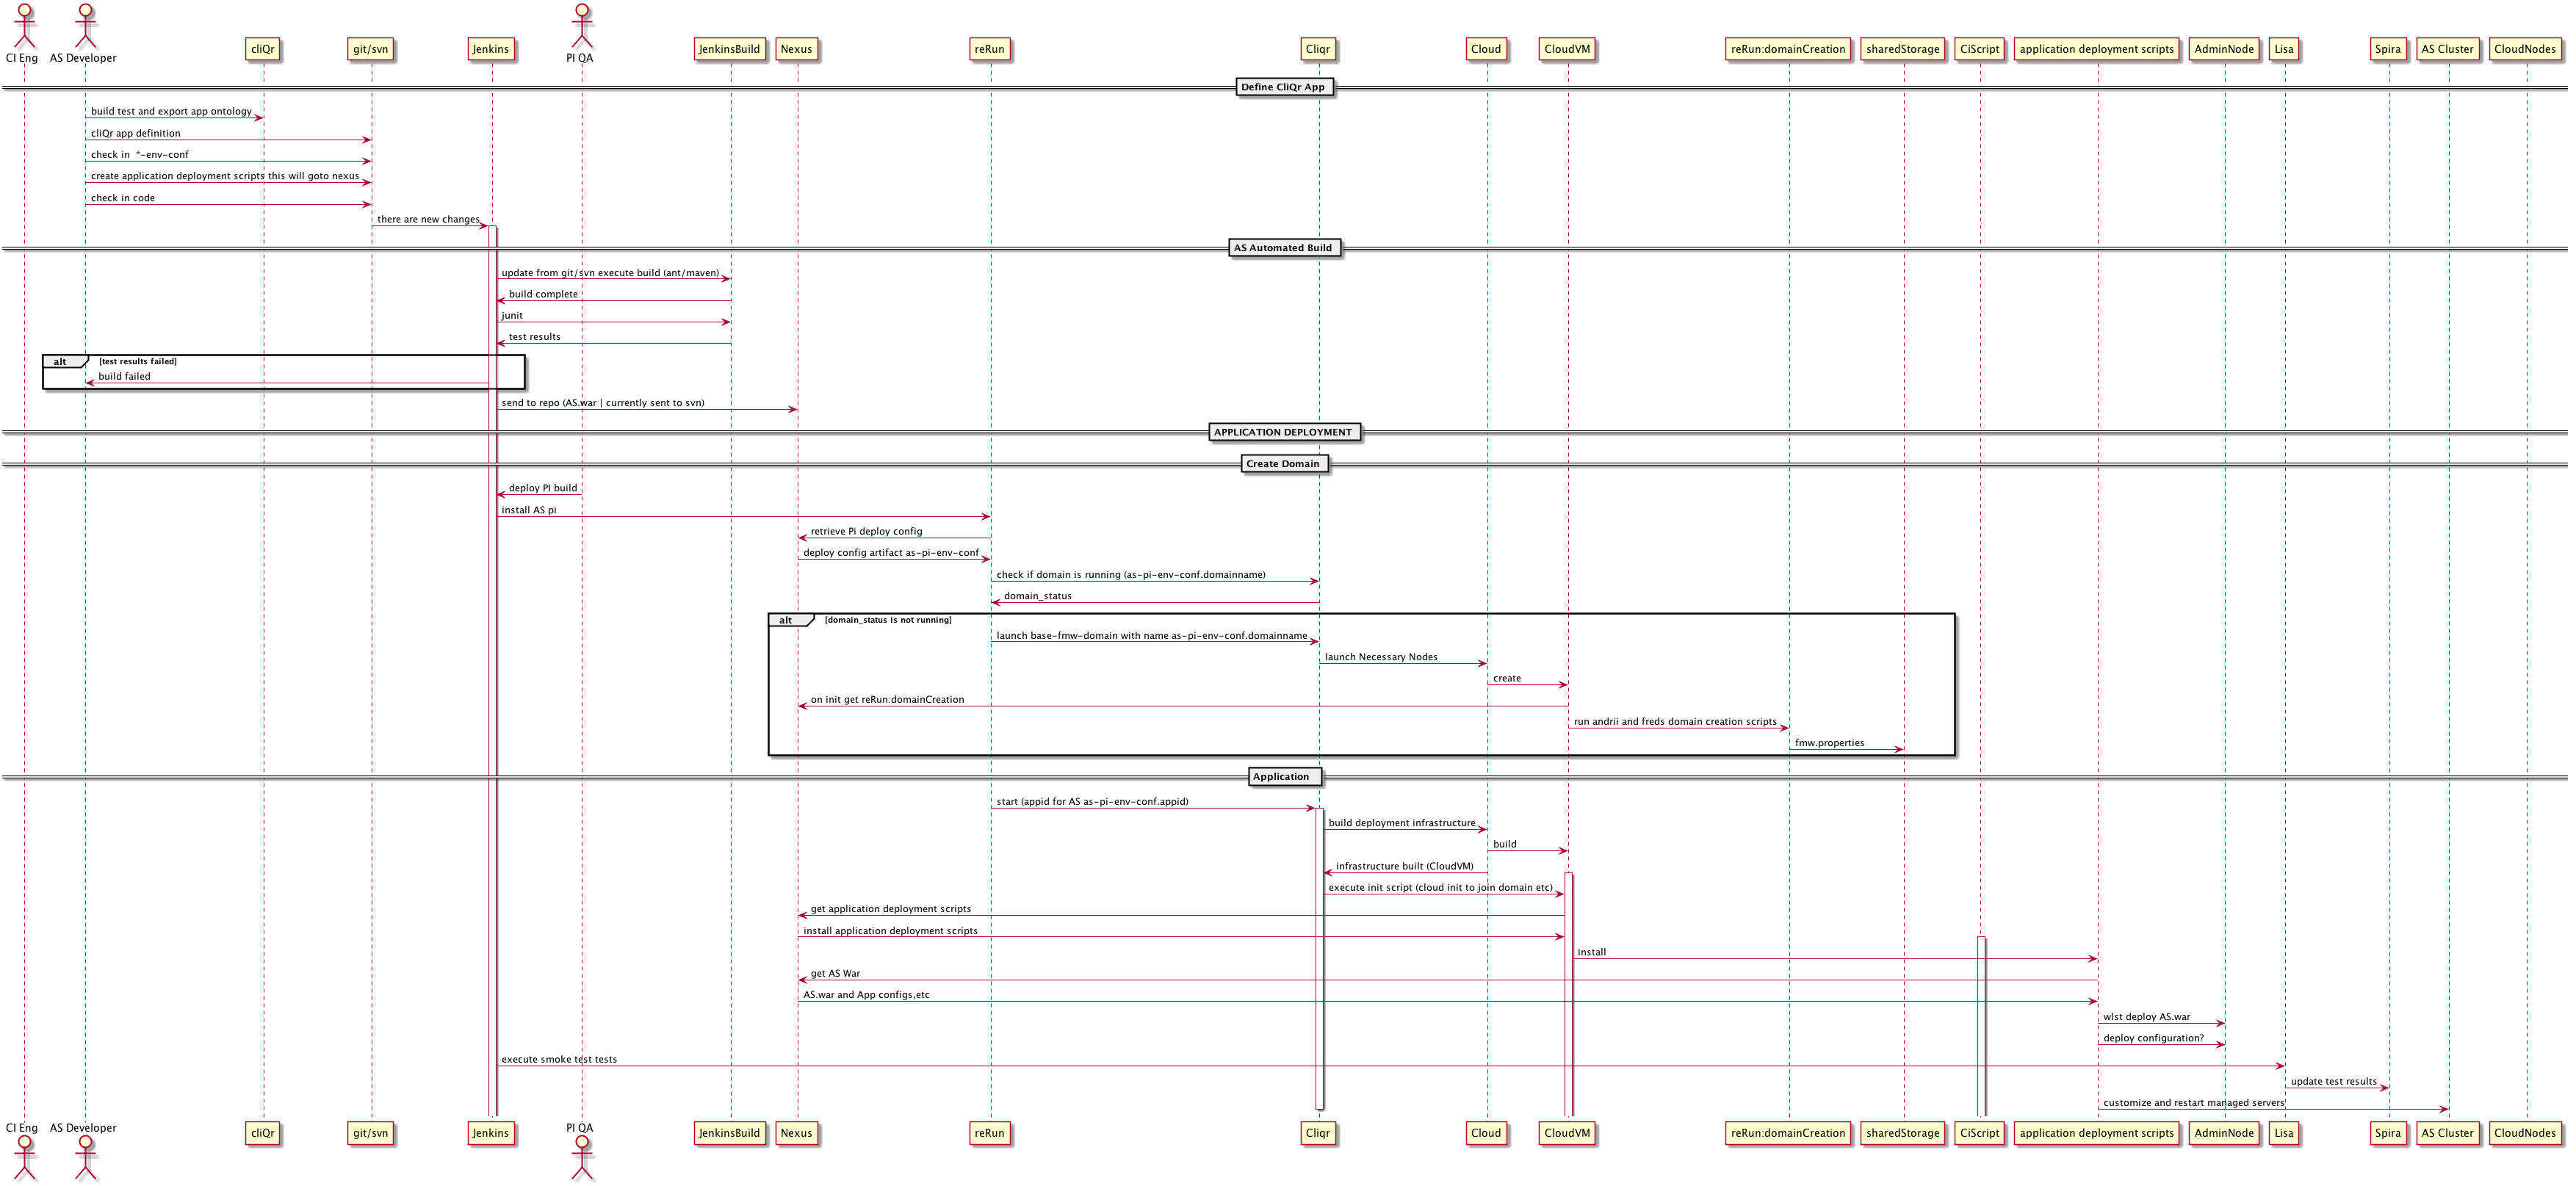 CI Eng
AS Developer
cliQr
git/svn
Jenkins
PI QA
JenkinsBuild
Nexus
reRun
Cliqr
Cloud
CloudVM
reRun:domainCreation
sharedStorage
CiScript
application deployment scripts
AdminNode
Lisa
Spira
AS Cluster
CloudNodes
Define CliQr App
build test and export app ontology
cliQr app definition
check in  *-env-conf
create application deployment scripts this will goto nexus
check in code
there are new changes
AS Automated Build
update from git/svn execute build (ant/maven)
build complete
junit
test results
alt [test results failed]
build failed
send to repo (AS.war | currently sent to svn)
APPLICATION DEPLOYMENT
Create Domain
deploy PI build
install AS pi
retrieve Pi deploy config
deploy config artifact as-pi-env-conf
check if domain is running (as-pi-env-conf.domainname)
domain_status
alt [domain_status is not running]
launch base-fmw-domain with name as-pi-env-conf.domainname
launch Necessary Nodes
create
on init get reRun:domainCreation
run andrii and freds domain creation scripts
fmw.properties
Application
start (appid for AS as-pi-env-conf.appid)
build deployment infrastructure
build
infrastructure built (CloudVM)
execute init script (cloud init to join domain etc)
get application deployment scripts
install application deployment scripts
install
get AS War
AS.war and App configs,etc
wlst deploy AS.war
deploy configuration?
execute smoke test tests
update test results
customize and restart managed servers
CI Eng
AS Developer
cliQr
git/svn
Jenkins
PI QA
JenkinsBuild
Nexus
reRun
Cliqr
Cloud
CloudVM
reRun:domainCreation
sharedStorage
CiScript
application deployment scripts
AdminNode
Lisa
Spira
AS Cluster
CloudNodes